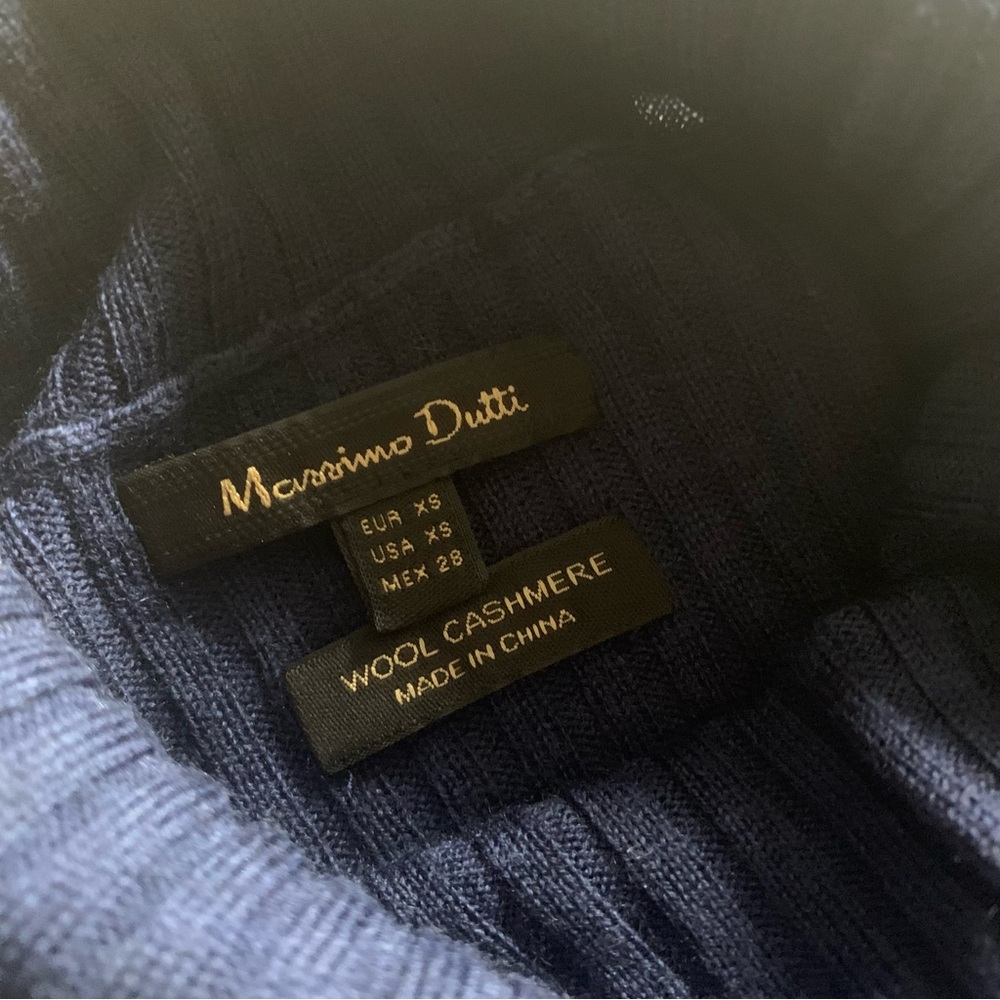 Massimo Dutti
EUR XS
USA XS
MEX 28
WOOL CASHMERE
MADE IN CHINA